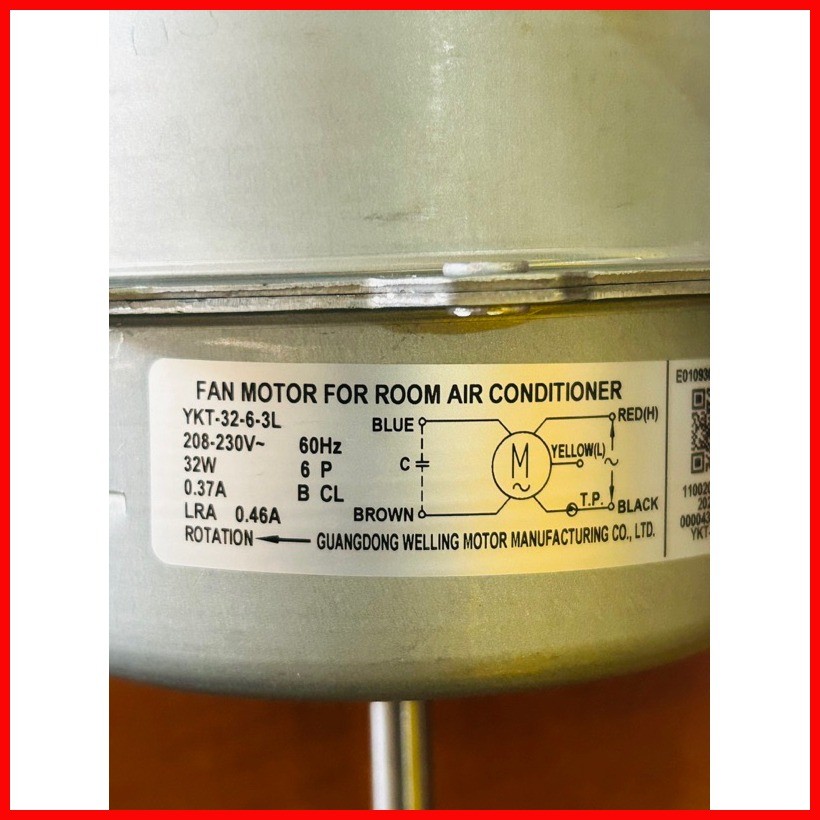 FAN MOTOR FOR ROOM AIR CONDITIONER
YKT-32-6-3L
208-230V~ 60Hz
32W 6 P
0.37A B CL
LRA 0.46A
ROTATION
GUANGDONG WELLING MOTOR MANUFACTURING CO., LTD.
BLUE
RED(H)
C
M
~
YELLOW(L)
~
BROWN
T.P.
BLACK